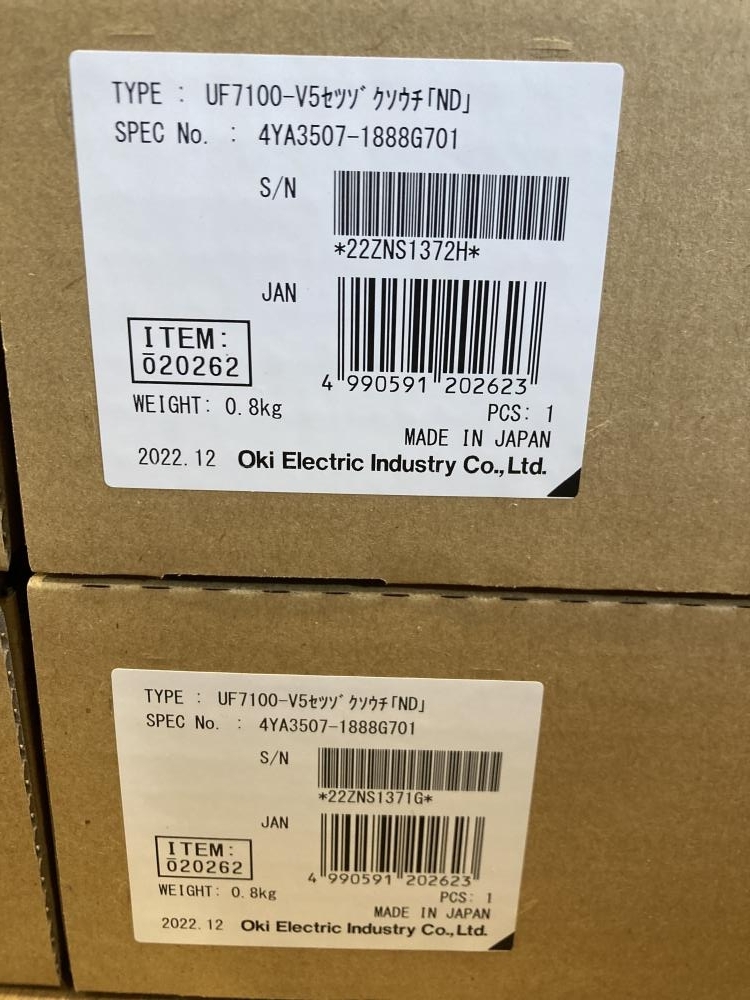 TYPE : UF7100-V5ｾﾂｿﾞｸｿｳﾁ｢ND｣
SPEC No. : 4YA3507-1888G701
S/N
*22ZNS1372H*
JAN
4 990591 202623
ITEM:
020262
WEIGHT: 0.8kg
PCS: 1
MADE IN JAPAN
2022.12 Oki Electric Industry Co.,Ltd.
TYPE : UF7100-V5ｾﾂｿﾞｸｿｳﾁ｢ND｣
SPEC No. : 4YA3507-1888G701
S/N
*22ZNS1371G*
JAN
4 990591 202623
ITEM:
020262
WEIGHT: 0.8kg
PCS: 1
MADE IN JAPAN
2022.12 Oki Electric Industry Co.,Ltd.